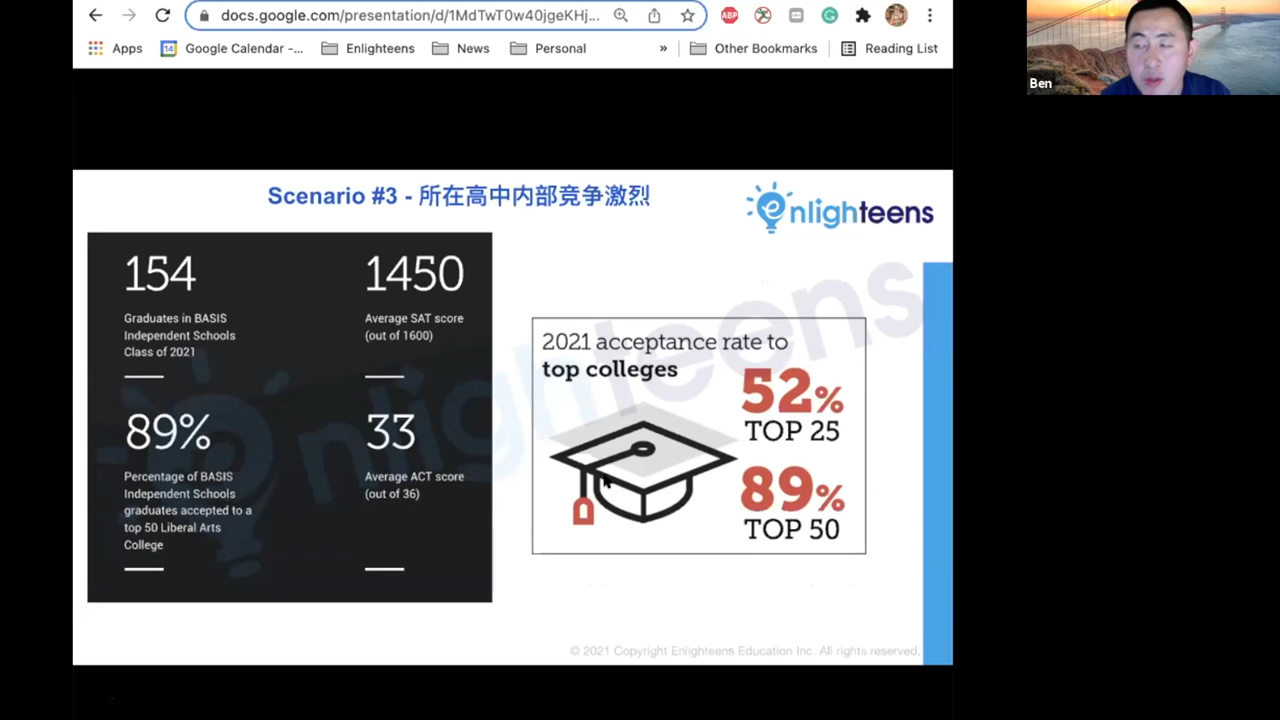 docs.google.com/presentation/d/1MdTwT0w40jgeKHj...
ABP
Apps
14
Google Calendar -...
Enlighteens
News
Personal
»
Other Bookmarks
Reading List
Ben
Scenario #3 - 所在高中内部竞争激烈
enlighteens
154
Graduates in BASIS
Independent Schools
Class of 2021
1450
Average SAT score
(out of 1600)
89%
Percentage of BASIS
Independent Schools
graduates accepted to a
top 50 Liberal Arts
College
33
Average ACT score
(out of 36)
2021 acceptance rate to
top colleges
52%
TOP 25
89%
TOP 50
enlighteens
© 2021 Copyright Enlighteens Education Inc. All rights reserved.